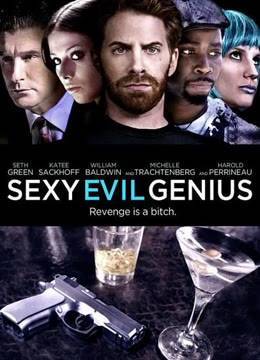 SETH GREEN KATEE SACKHOFF WILLIAM BALDWIN AND MICHELLE TRACHTENBERG AND HAROLD PERRINEAU
SEXY EVIL GENIUS
Revenge is a bitch.